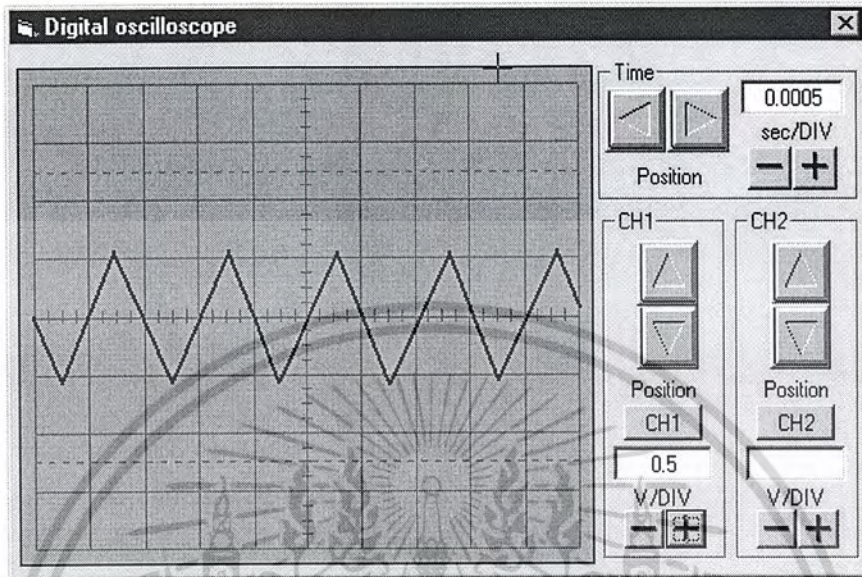 Digital oscilloscope
Time
0.0005
sec/DIV
Position
- +
CH1
CH2
Position
Position
CH1
CH2
0.5
V/DIV
V/DIV
- +
- +